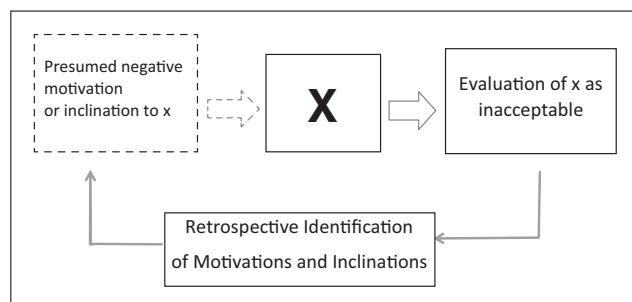 Presumed negative
motivation
or inclination to x
X
Evaluation of x as
inacceptable
Retrospective Identification
of Motivations and Inclinations